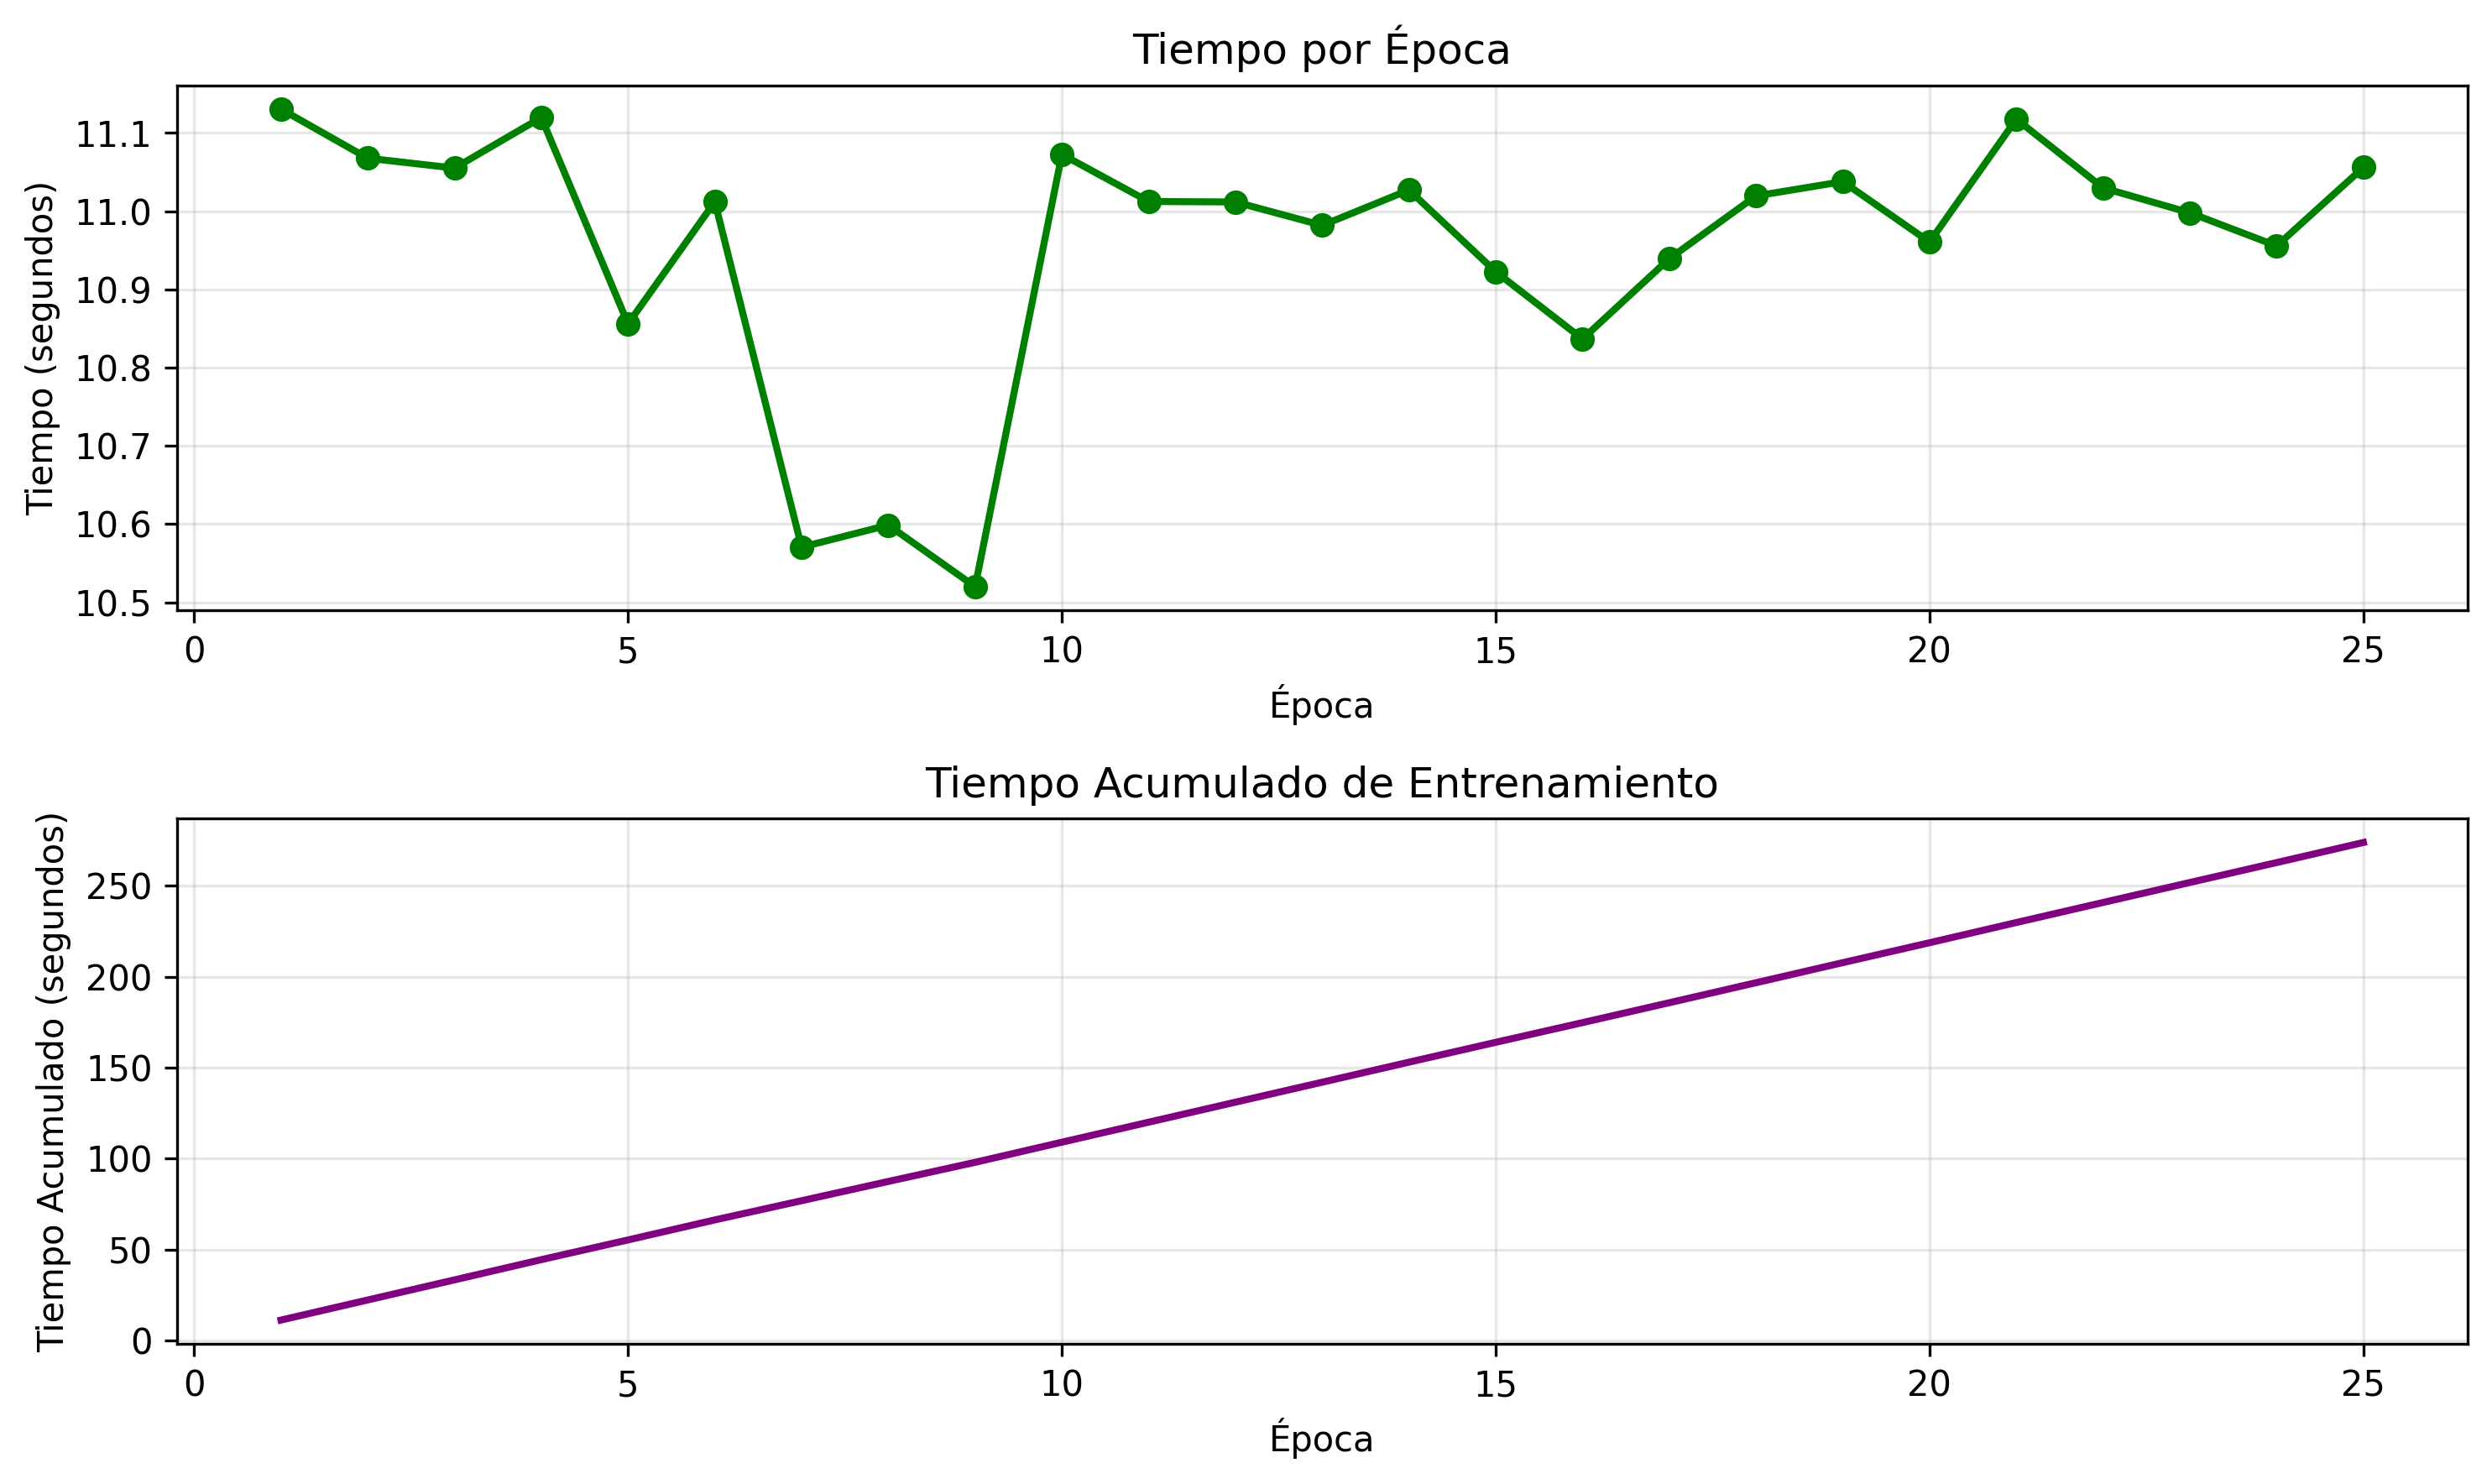 Tiempo por Época
Tiempo (segundos)
11.1
11.0
10.9
10.8
10.7
10.6
10.5
0 5 10 15 20 25
Época
Tiempo Acumulado de Entrenamiento
Tiempo Acumulado (segundos)
250
200
150
100
50
0
0 5 10 15 20 25
Época